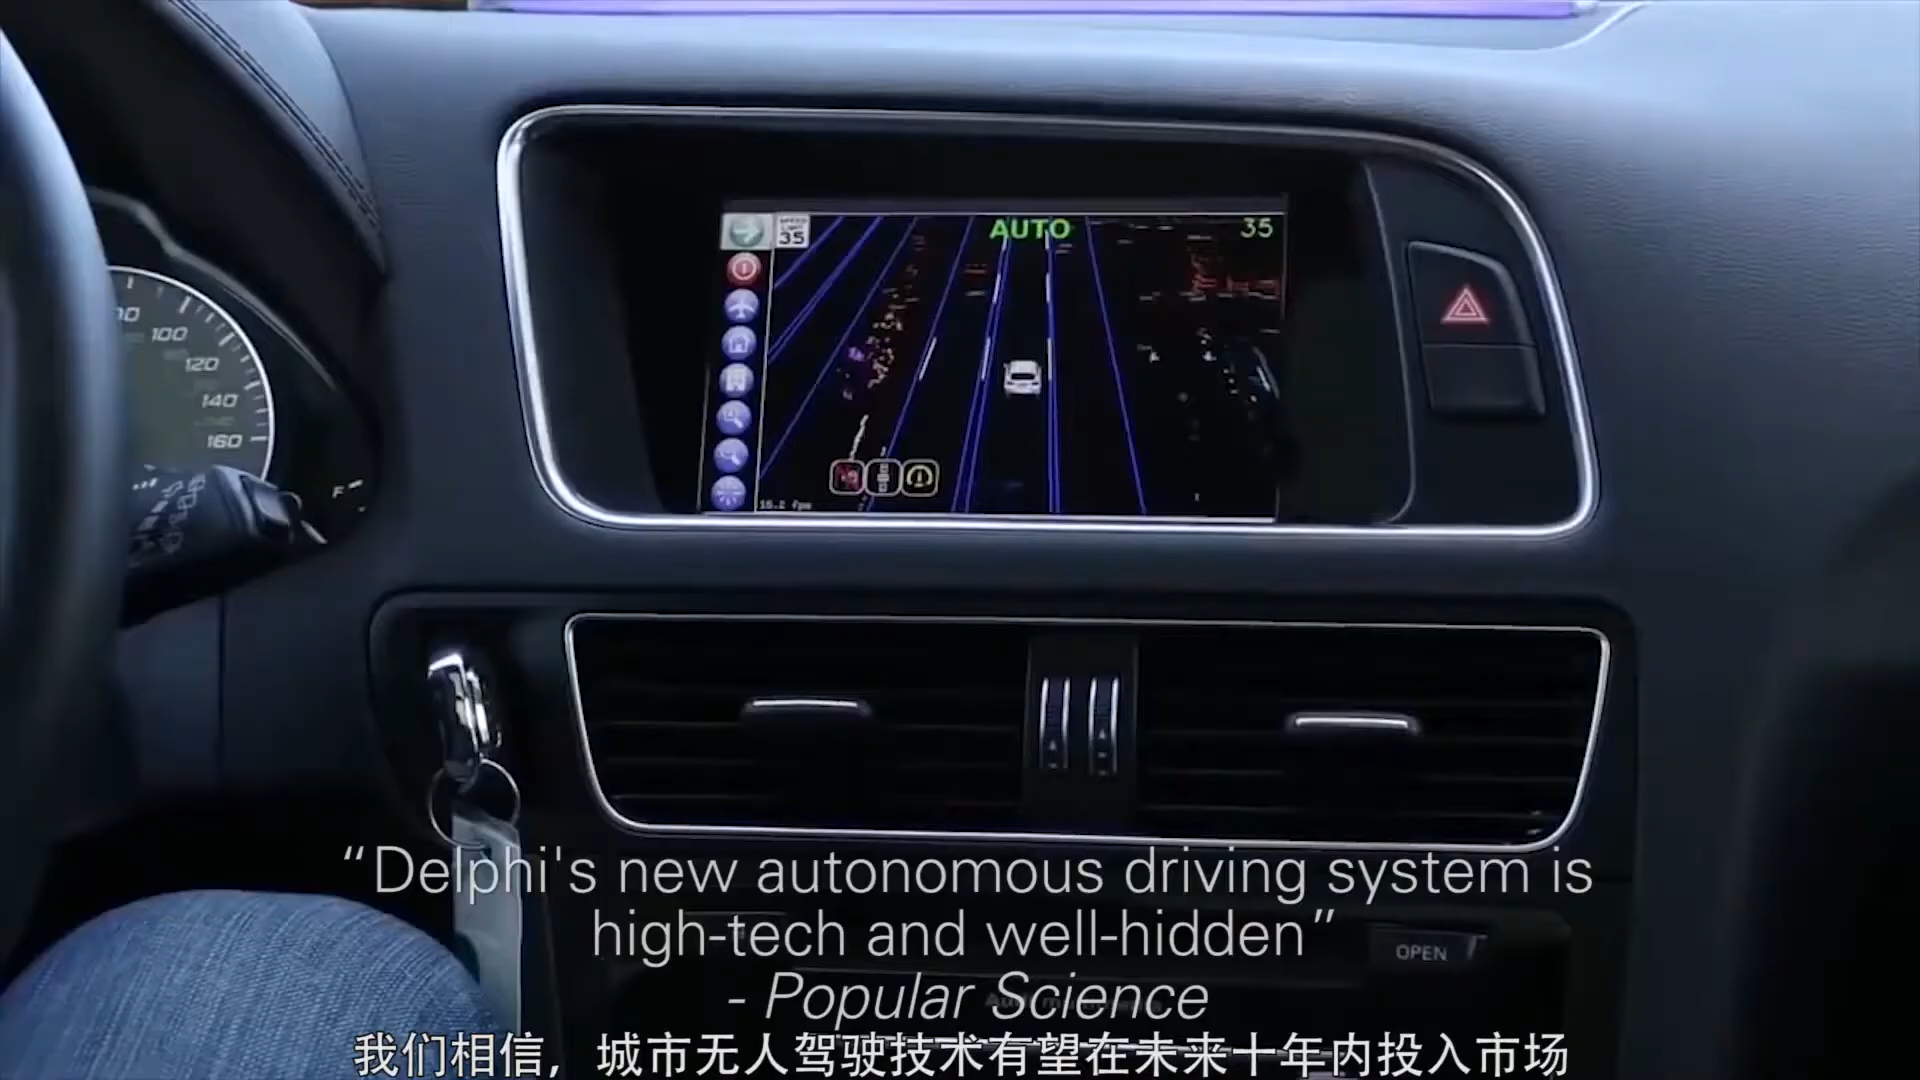 SPEED
LIMIT
35
AUTO
35
100
120
140
160
F
OPEN
“Delphi's new autonomous driving system is
high-tech and well-hidden”
- Popular Science
我们相信，城市无人驾驶技术有望在未来十年内投入市场